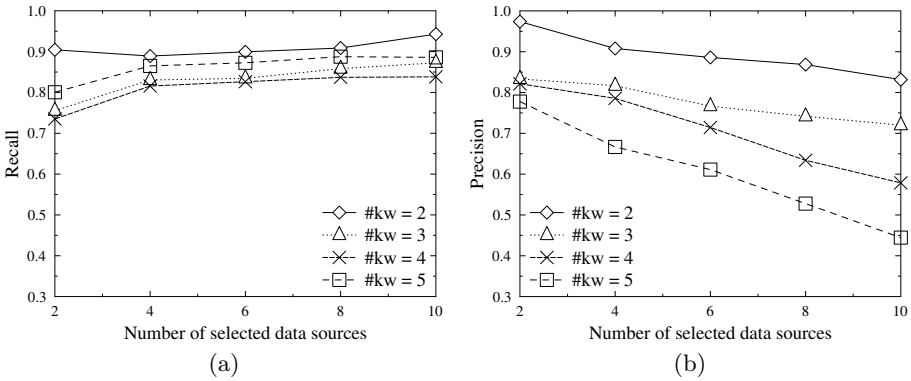 1.0
0.9
0.8
0.7
0.6
0.5
0.4
0.3
Recall
#kw = 2
#kw = 3
#kw = 4
#kw = 5
2 4 6 8 10
Number of selected data sources
(a)
1.0
0.9
0.8
0.7
0.6
0.5
0.4
0.3
Precision
#kw = 2
#kw = 3
#kw = 4
#kw = 5
2 4 6 8 10
Number of selected data sources
(b)